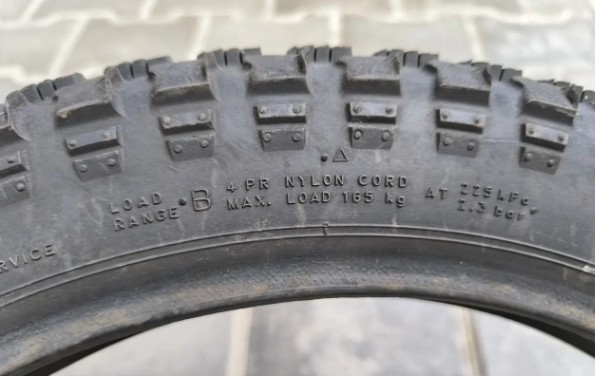 RVICE
LOAD RANGE B
4 PR NYLON CORD
MAX. LOAD 165 kg
AT 225 kPa
2.3 bar